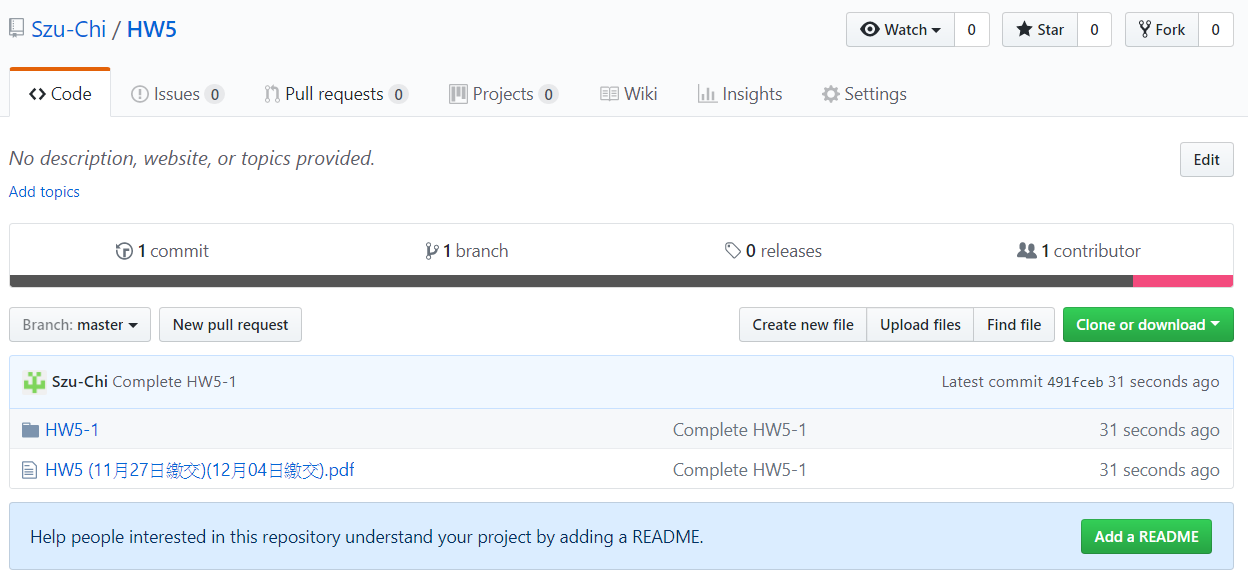 Szu-Chi / HW5 Watch 0 Star 0 Fork 0
Code Issues 0 Pull requests 0 Projects 0 Wiki Insights Settings
No description, website, or topics provided. Edit
Add topics
1 commit 1 branch 0 releases 1 contributor
Branch: master New pull request Create new file Upload files Find file Clone or download
Szu-Chi Complete HW5-1 Latest commit 491fceb 31 seconds ago
HW5-1 Complete HW5-1 31 seconds ago
HW5 (11月27日繳交)(12月04日繳交).pdf Complete HW5-1 31 seconds ago
Help people interested in this repository understand your project by adding a README. Add a README